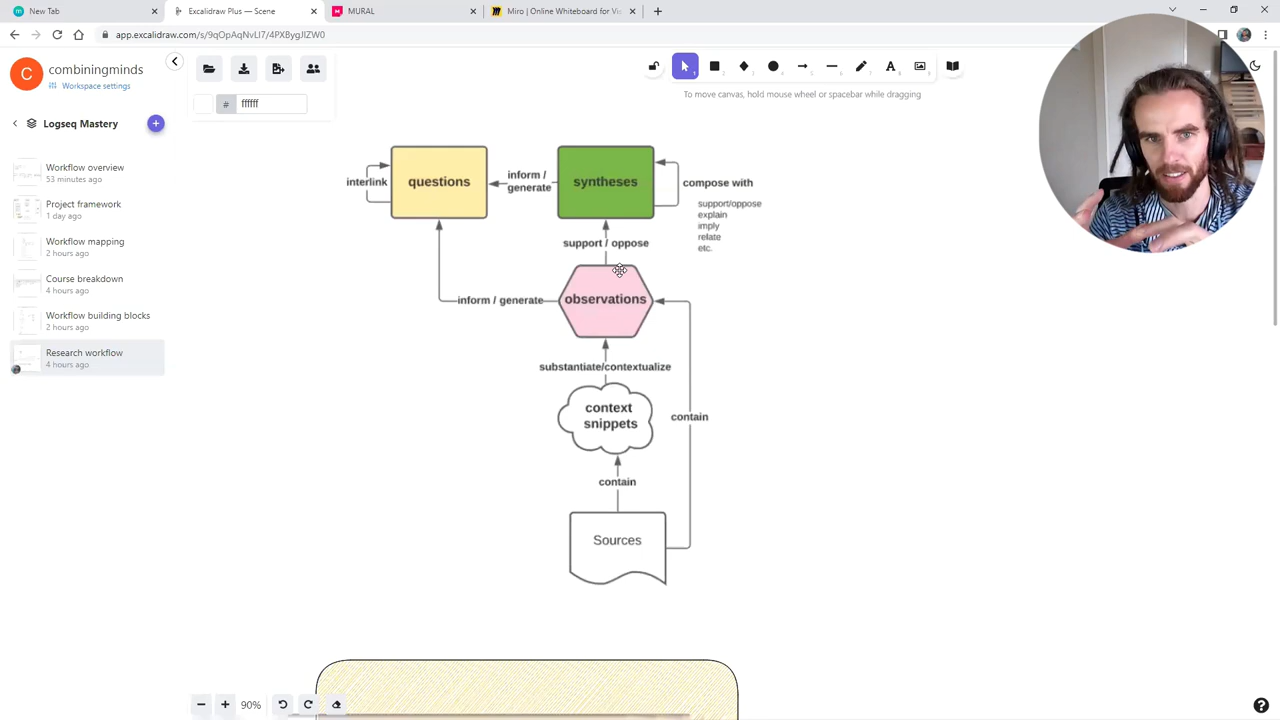 New Tab
Excalidraw Plus — Scene
MURAL
Miro | Online Whiteboard for Vi
app.excalidraw.com/s/9qOpAqNvLI7/4PXBygJIZW0
C
combiningminds
Workspace settings
# ffffff
To move canvas, hold mouse wheel or spacebar while dragging
Logseq Mastery
Workflow overview
53 minutes ago
Project framework
1 day ago
Workflow mapping
2 hours ago
Course breakdown
4 hours ago
Workflow building blocks
2 hours ago
Research workflow
4 hours ago
interlink
questions
inform /
generate
syntheses
compose with
support/oppose
explain
imply
relate
etc.
support / oppose
inform / generate
observations
substantiate/contextualize
context
snippets
contain
contain
Sources
90%